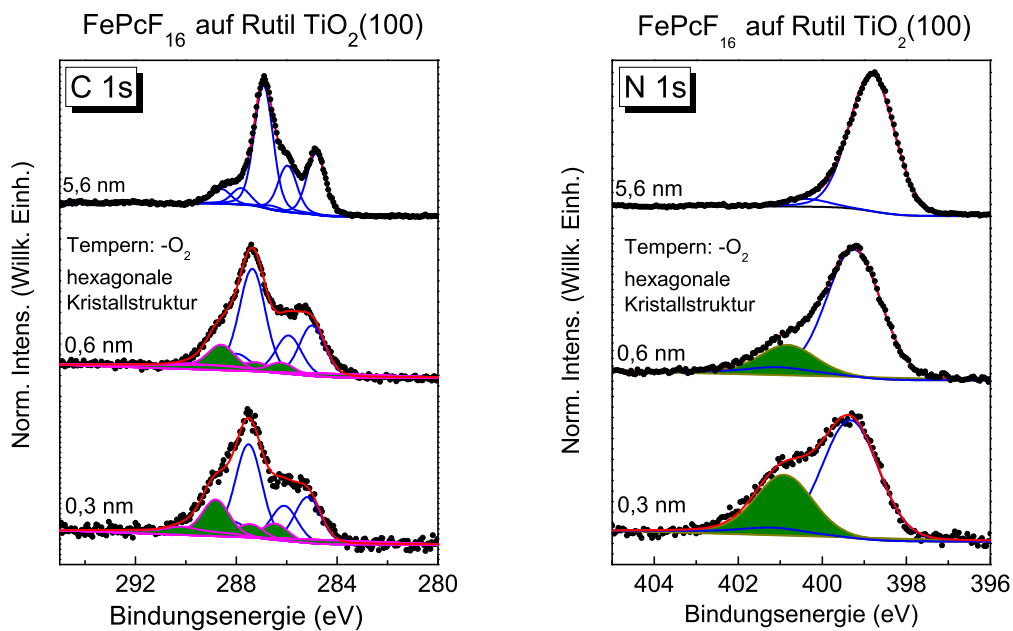 FePcF16 auf Rutil TiO2(100)
C 1s
5,6 nm
Tempern: -O2
hexagonale
Kristallstruktur
0,6 nm
0,3 nm
Norm. Intens. (Willk. Einh.)
292 288 284 280
Bindungsenergie (eV)
FePcF16 auf Rutil TiO2(100)
N 1s
5,6 nm
Tempern: -O2
hexagonale
Kristallstruktur
0,6 nm
0,3 nm
Norm. Intens. (Willk. Einh.)
404 402 400 398 396
Bindungsenergie (eV)